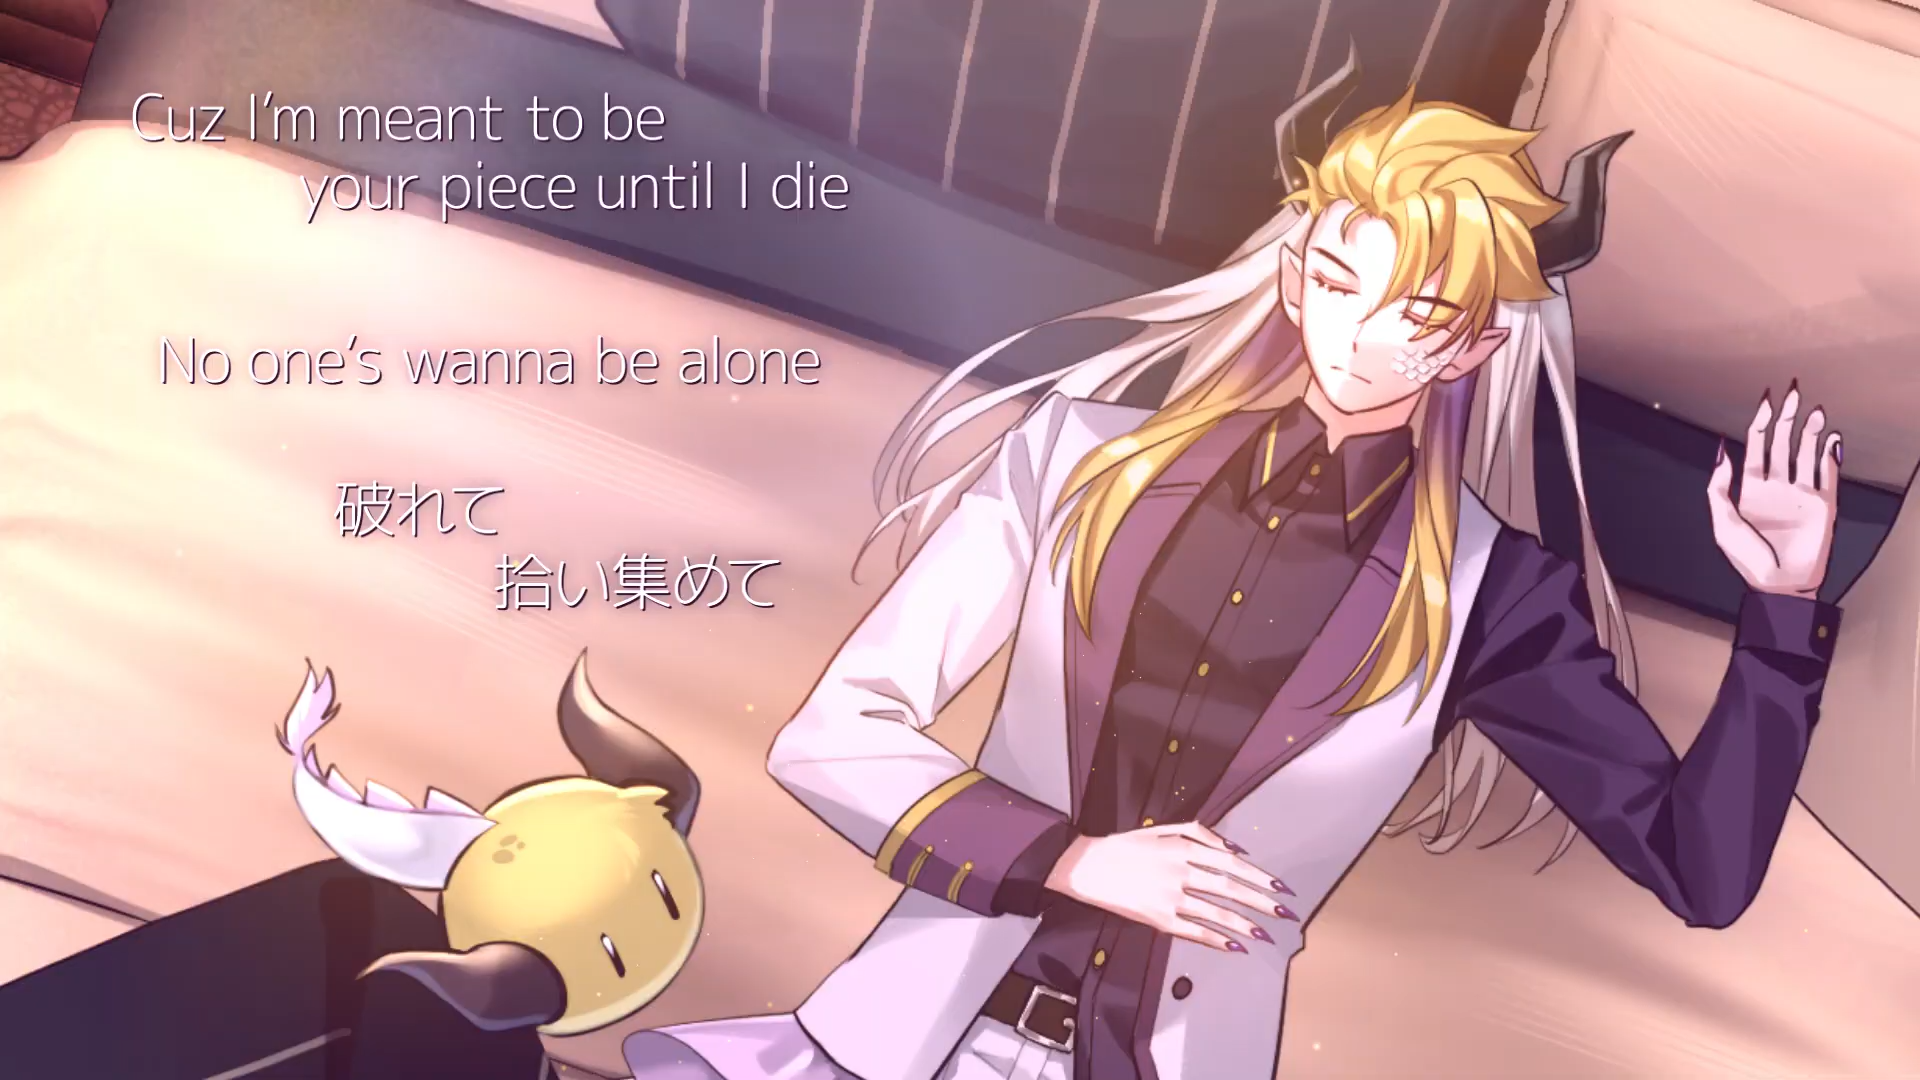 Cuz I'm meant to be
your piece until I die
No one's wanna be alone
破れて
拾い集めて